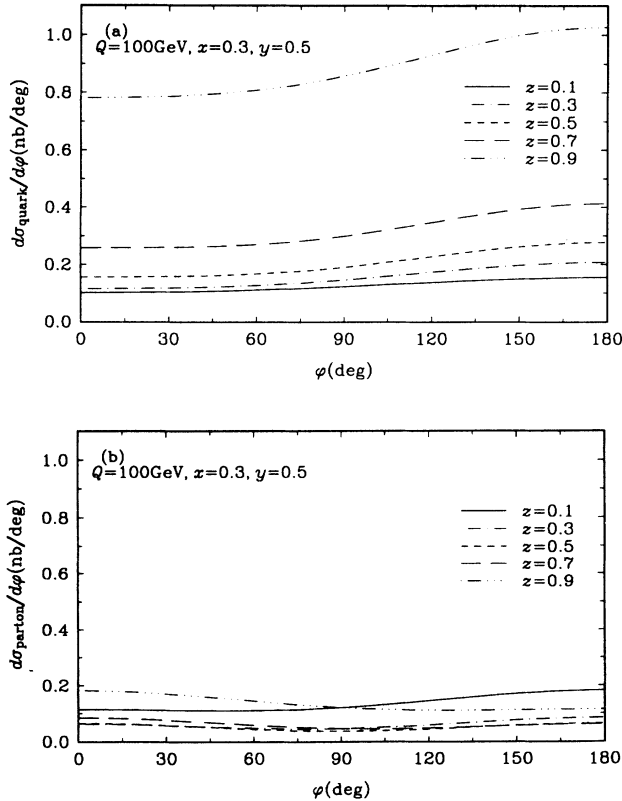 (a)
Q=100GeV, x=0.3, y=0.5
1.0
0.8
0.6
0.4
0.2
0.0
dσquark/dφ(nb/deg)
z=0.1
z=0.3
z=0.5
z=0.7
z=0.9
0 30 60 90 120 150 180
φ(deg)
(b)
Q=100GeV, x=0.3, y=0.5
1.0
0.8
0.6
0.4
0.2
0.0
dσparton/dφ(nb/deg)
z=0.1
z=0.3
z=0.5
z=0.7
z=0.9
0 30 60 90 120 150 180
φ(deg)